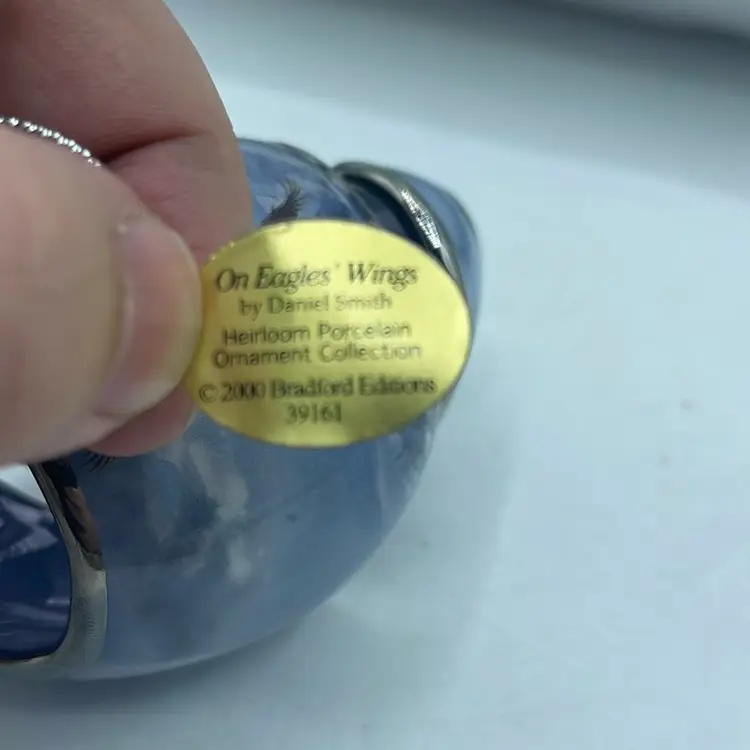 On Eagles' Wings
by Daniel Smith
Heirloom Porcelain
Ornament Collection
© 2000 Bradford Editions
39161